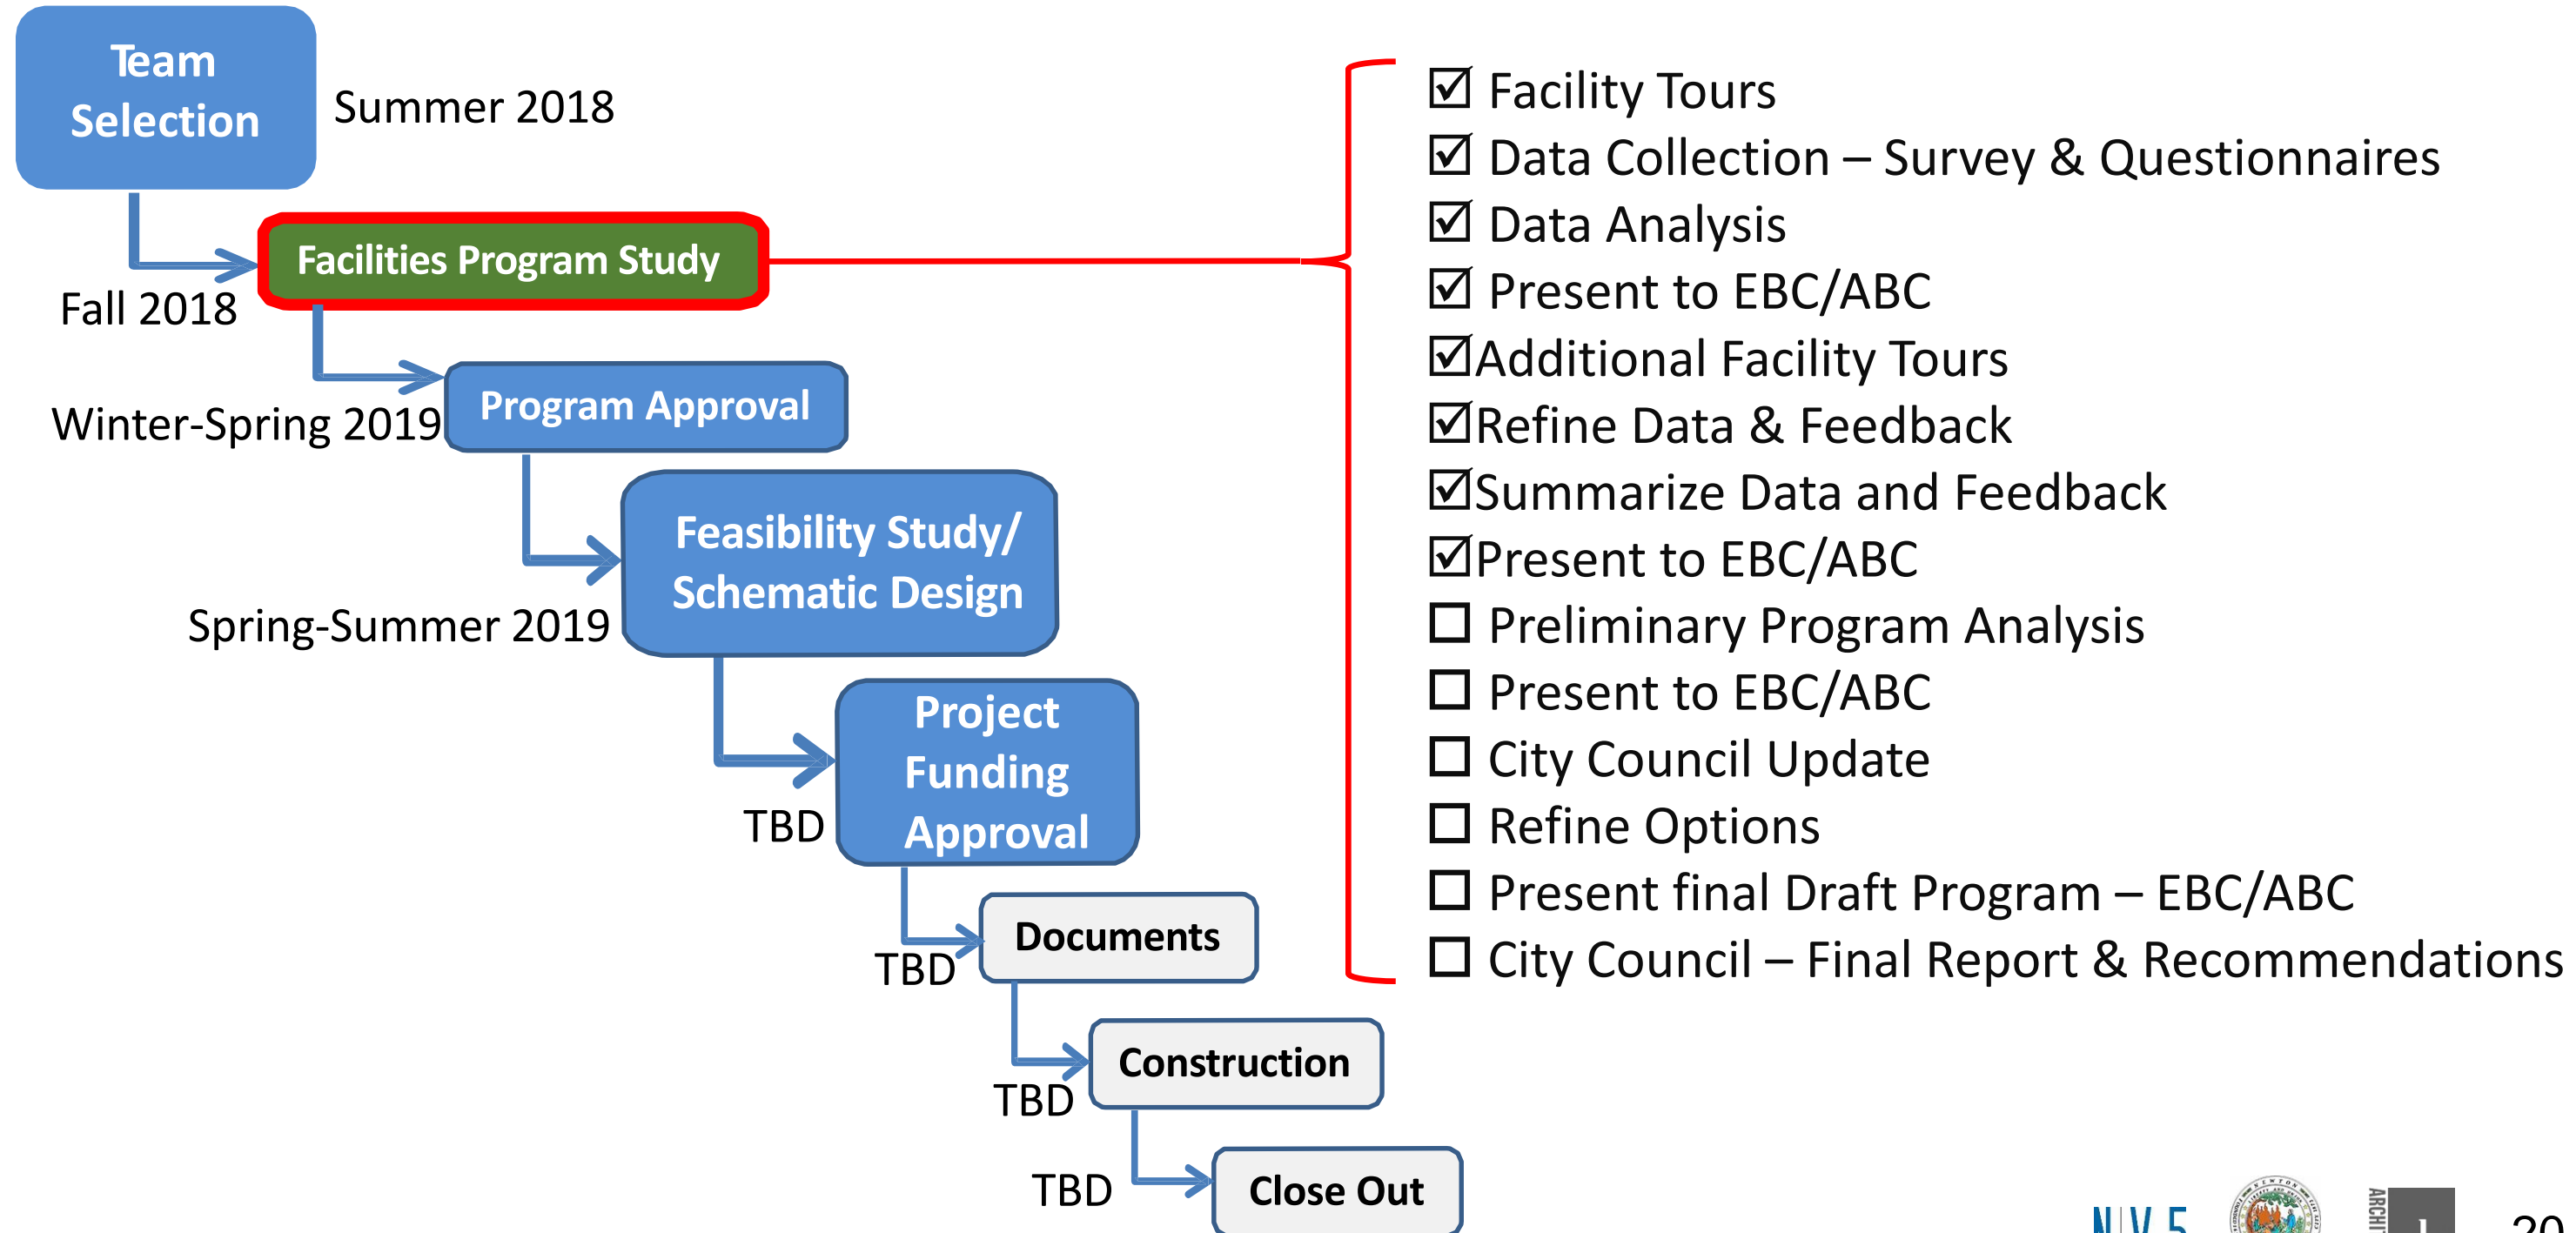 Team
Selection
Summer 2018
Facilities Program Study
Fall 2018
Program Approval
Winter-Spring 2019
Feasibility Study/
Schematic Design
Spring-Summer 2019
Project
Funding
Approval
TBD
Documents
TBD
Construction
TBD
Close Out
TBD
☑ Facility Tours
☑ Data Collection – Survey & Questionnaires
☑ Data Analysis
☑ Present to EBC/ABC
☑Additional Facility Tours
☑Refine Data & Feedback
☑Summarize Data and Feedback
☑Present to EBC/ABC
☐ Preliminary Program Analysis
☐ Present to EBC/ABC
☐ City Council Update
☐ Refine Options
☐ Present final Draft Program – EBC/ABC
☐ City Council – Final Report & Recommendations
N|V|5
NEWTON
20